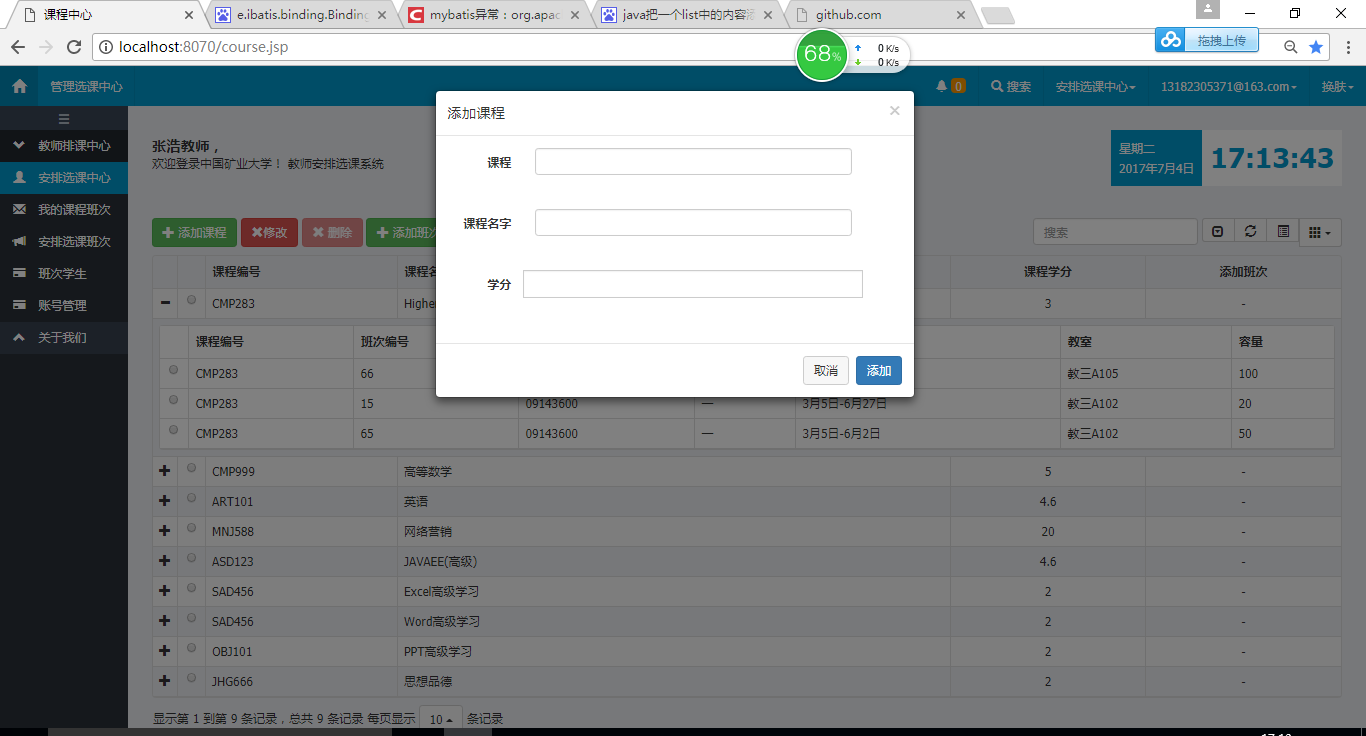 课程中心
e.ibatis.binding.Binding
mybatis异常：org.apac
java把一个list中的内容添
github.com
localhost:8070/course.jsp
68%
0 K/s
0 K/s
拖拽上传
管理选课中心
0
搜索
安排选课中心
13182305371@163.com
换肤
教师排课中心
安排选课中心
我的课程班次
安排选课班次
班次学生
账号管理
关于我们
张浩教师，
欢迎登录中国矿业大学！ 教师安排选课系统
星期二
2017年7月4日
17:13:43
添加课程
修改
删除
添加班次
搜索
添加课程
×
课程
课程名字
学分
取消
添加
课程编号 课程名 课程学分 添加班次
CMP283 Highe 3 -
课程编号 班次编号 教室 容量
CMP283 66 教三A105 100
CMP283 15 09143600 — 3月5日-6月27日 教三A102 20
CMP283 65 09143600 — 3月5日-6月2日 教三A102 50
CMP999 高等数学 5 -
ART101 英语 4.6 -
MNJ588 网络营销 20 -
ASD123 JAVAEE(高级) 4.6 -
SAD456 Excel高级学习 2 -
SAD456 Word高级学习 2 -
OBJ101 PPT高级学习 2 -
JHG666 思想品德 2 -
显示第 1 到第 9 条记录，总共 9 条记录 每页显示 10 条记录